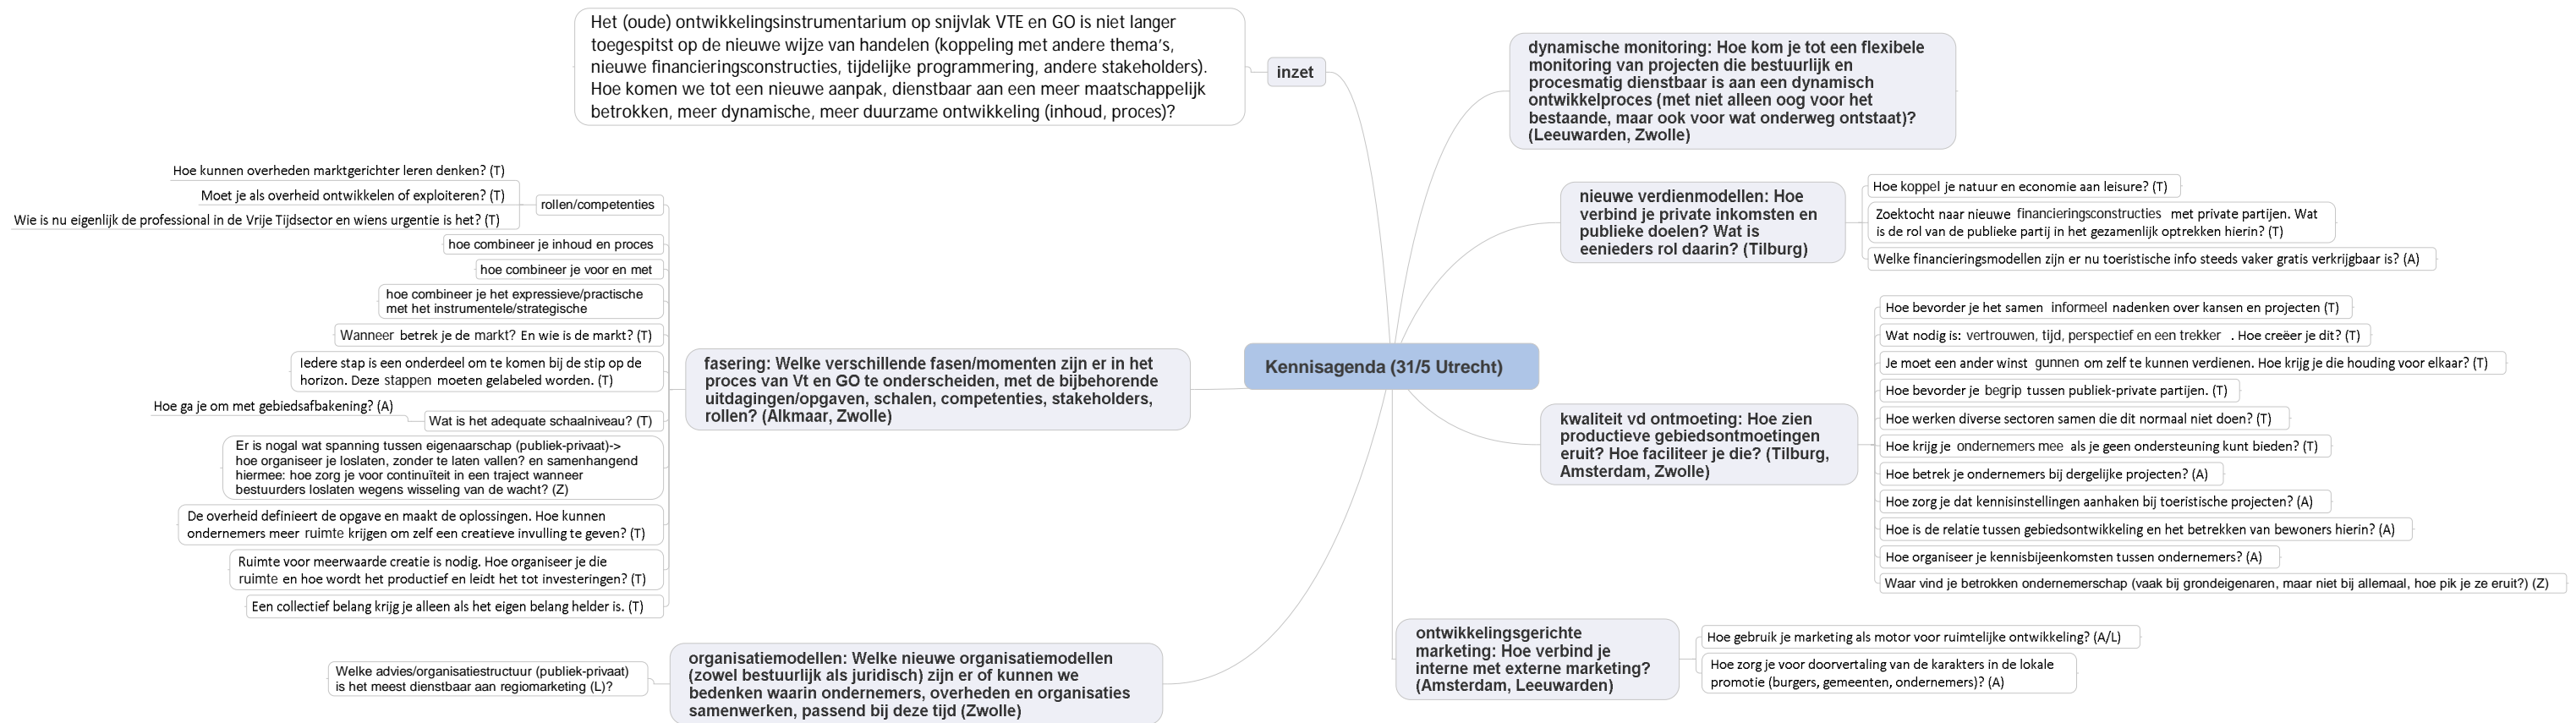 Kennisagenda (31/5 Utrecht)
inzet
Het (oude) ontwikkelingsinstrumentarium op snijvlak VTE en GO is niet langer
toegespitst op de nieuwe wijze van handelen (koppeling met andere thema's,
nieuwe financieringsconstructies, tijdelijke programmering, andere stakeholders).
Hoe komen we tot een nieuwe aanpak, dienstbaar aan een meer maatschappelijk
betrokken, meer dynamische, meer duurzame ontwikkeling (inhoud, proces)?
dynamische monitoring: Hoe kom je tot een flexibele
monitoring van projecten die bestuurlijk en
procesmatig dienstbaar is aan een dynamisch
ontwikkelproces (met niet alleen oog voor het
bestaande, maar ook voor wat onderweg ontstaat)?
(Leeuwarden, Zwolle)
nieuwe verdienmodellen: Hoe
verbind je private inkomsten en
publieke doelen? Wat is
eenieders rol daarin? (Tilburg)
Hoe koppel je natuur en economie aan leisure? (T)
Zoektocht naar nieuwe financieringsconstructies met private partijen. Wat
is de rol van de publieke partij in het gezamenlijk optrekken hierin? (T)
Welke financieringsmodellen zijn er nu toeristische info steeds vaker gratis verkrijgbaar is? (A)
kwaliteit vd ontmoeting: Hoe zien
productieve gebiedsontmoetingen
eruit? Hoe faciliteer je die? (Tilburg,
Amsterdam, Zwolle)
Hoe bevorder je het samen informeel nadenken over kansen en projecten (T)
Wat nodig is: vertrouwen, tijd, perspectief en een trekker . Hoe creëer je dit? (T)
Je moet een ander winst gunnen om zelf te kunnen verdienen. Hoe krijg je die houding voor elkaar? (T)
Hoe bevorder je begrip tussen publiek-private partijen. (T)
Hoe werken diverse sectoren samen die dit normaal niet doen? (T)
Hoe krijg je ondernemers mee als je geen ondersteuning kunt bieden? (T)
Hoe betrek je ondernemers bij dergelijke projecten? (A)
Hoe zorg je dat kennisinstellingen aanhaken bij toeristische projecten? (A)
Hoe is de relatie tussen gebiedsontwikkeling en het betrekken van bewoners hierin? (A)
Hoe organiseer je kennisbijeenkomsten tussen ondernemers? (A)
Waar vind je betrokken ondernemerschap (vaak bij grondeigenaren, maar niet bij allemaal, hoe pik je ze eruit?) (Z)
ontwikkelingsgerichte
marketing: Hoe verbind je
interne met externe marketing?
(Amsterdam, Leeuwarden)
Hoe gebruik je marketing als motor voor ruimtelijke ontwikkeling? (A/L)
Hoe zorg je voor doorvertaling van de karakters in de lokale
promotie (burgers, gemeenten, ondernemers)? (A)
fasering: Welke verschillende fasen/momenten zijn er in het
proces van Vt en GO te onderscheiden, met de bijbehorende
uitdagingen/opgaven, schalen, competenties, stakeholders,
rollen? (Alkmaar, Zwolle)
rollen/competenties
Hoe kunnen overheden marktgerichter leren denken? (T)
Moet je als overheid ontwikkelen of exploiteren? (T)
Wie is nu eigenlijk de professional in de Vrije Tijdsector en wiens urgentie is het? (T)
hoe combineer je inhoud en proces
hoe combineer je voor en met
hoe combineer je het expressieve/practische
met het instrumentele/strategische
Wanneer betrek je de markt? En wie is de markt? (T)
Iedere stap is een onderdeel om te komen bij de stip op de
horizon. Deze stappen moeten gelabeled worden. (T)
Wat is het adequate schaalniveau? (T)
Hoe ga je om met gebiedsafbakening? (A)
Er is nogal wat spanning tussen eigenaarschap (publiek-privaat)->
hoe organiseer je loslaten, zonder te laten vallen? en samenhangend
hiermee: hoe zorg je voor continuïteit in een traject wanneer
bestuurders loslaten wegens wisseling van de wacht? (Z)
De overheid definieert de opgave en maakt de oplossingen. Hoe kunnen
ondernemers meer ruimte krijgen om zelf een creatieve invulling te geven? (T)
Ruimte voor meerwaarde creatie is nodig. Hoe organiseer je die
ruimte en hoe wordt het productief en leidt het tot investeringen? (T)
Een collectief belang krijg je alleen als het eigen belang helder is. (T)
organisatiemodellen: Welke nieuwe organisatiemodellen
(zowel bestuurlijk als juridisch) zijn er of kunnen we
bedenken waarin ondernemers, overheden en organisaties
samenwerken, passend bij deze tijd (Zwolle)
Welke advies/organisatiestructuur (publiek-privaat)
is het meest dienstbaar aan regiomarketing (L)?